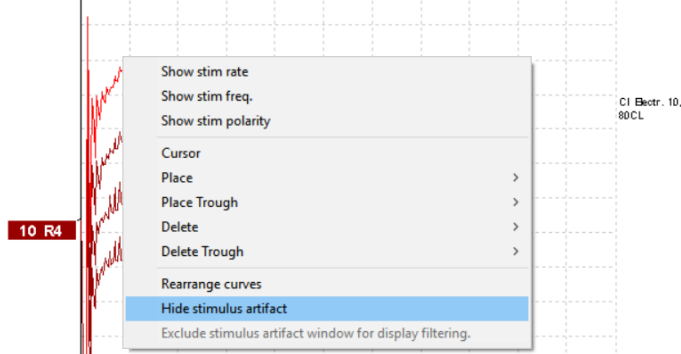 Show stim rate
Show stim freq.
Show stim polarity
Cursor
Place
Place Trough
Delete
Delete Trough
Rearrange curves
Hide stimulus artifact
Exclude stimulus artifact window for display filtering.
10 R4
CI Electr. 10,
80CL